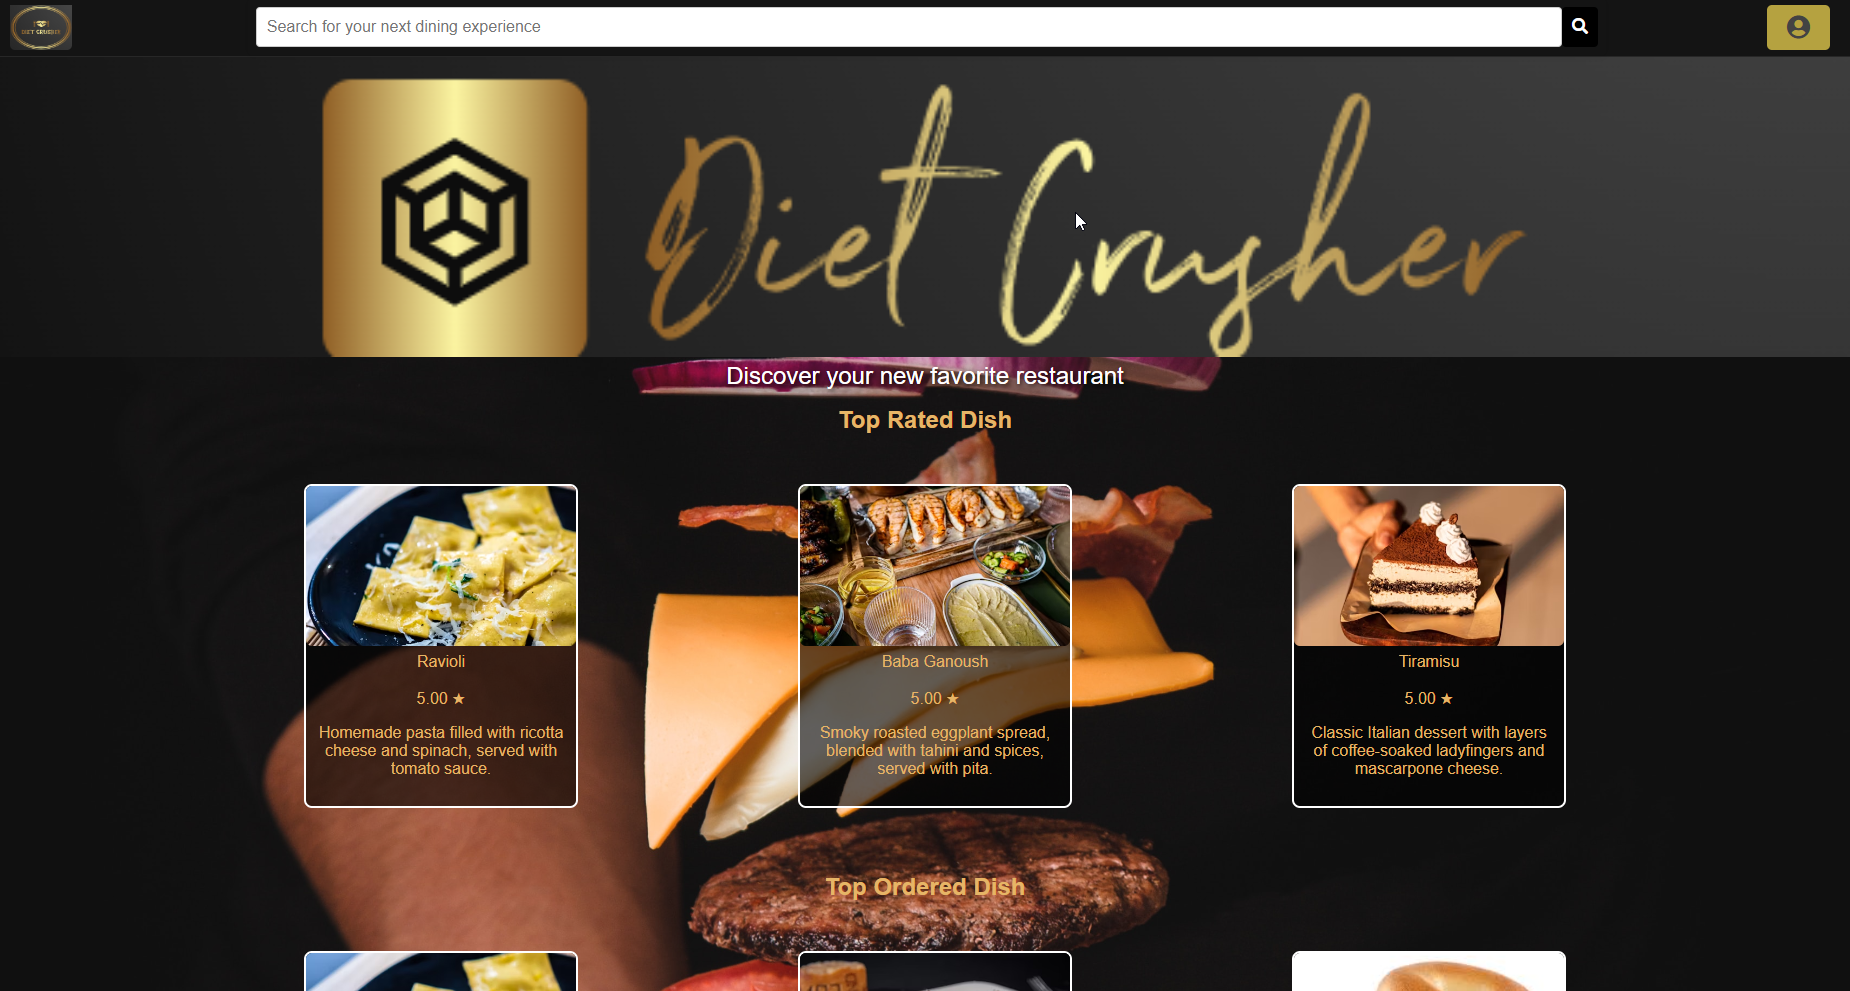 DIET CRUSHER
Search for your next dining experience
Diet Crusher
Discover your new favorite restaurant
Top Rated Dish
Ravioli
5.00 ★
Homemade pasta filled with ricotta
cheese and spinach, served with
tomato sauce.
Baba Ganoush
5.00 ★
Smoky roasted eggplant spread,
blended with tahini and spices,
served with pita.
Tiramisu
5.00 ★
Classic Italian dessert with layers
of coffee-soaked ladyfingers and
mascarpone cheese.
Top Ordered Dish